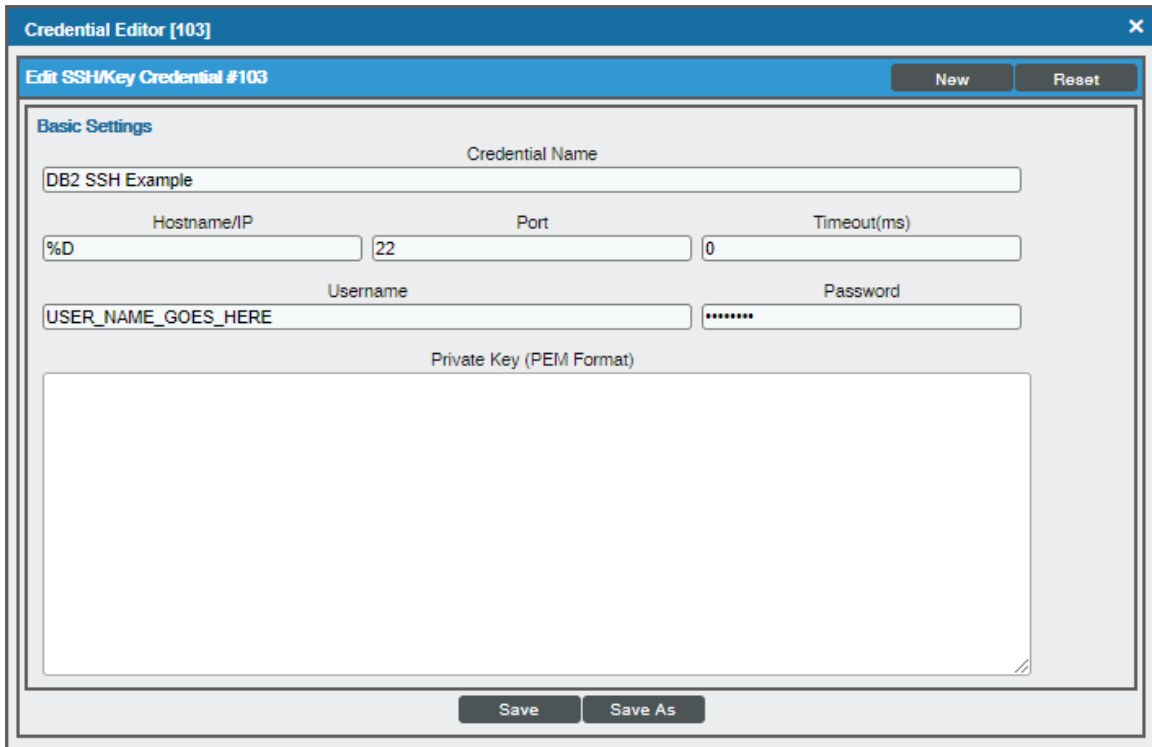 Credential Editor [103]
Edit SSH/Key Credential #103 New Reset
Basic Settings
Credential Name
DB2 SSH Example
Hostname/IP Port Timeout(ms)
%D 22 0
Username Password
USER_NAME_GOES_HERE ••••••••
Private Key (PEM Format)
Save Save As